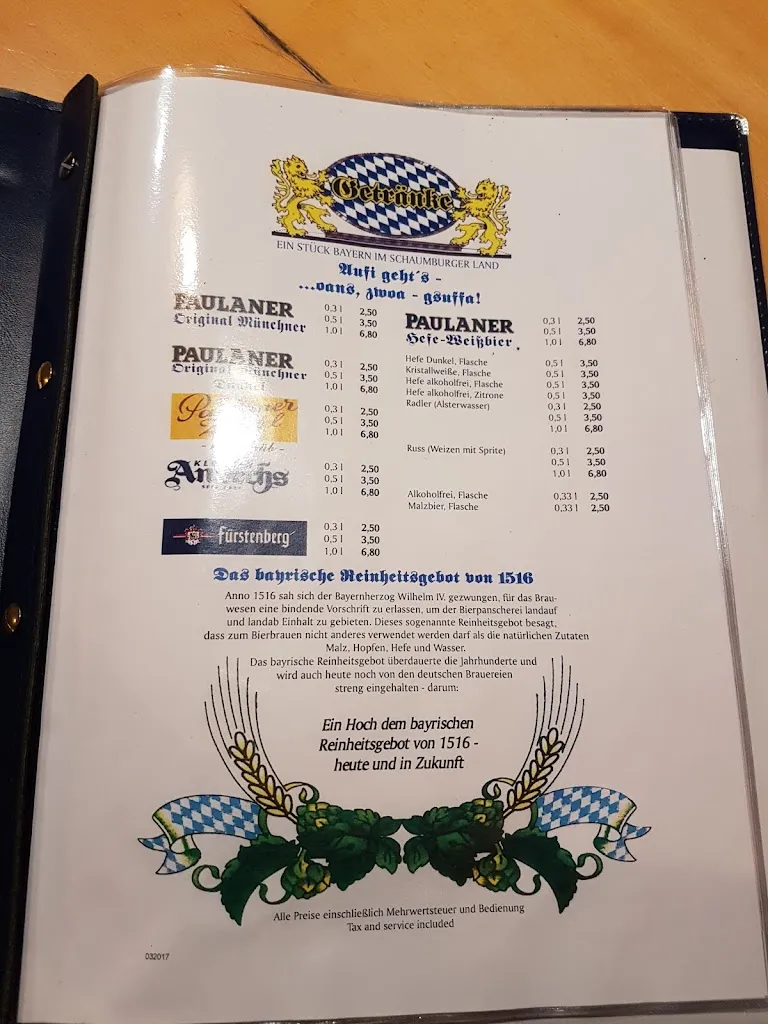 Getränke
EIN STÜCK BAYERN IM SCHAUMBURGER LAND
Aufi geht's -
...oans, zwoa - gsuffa!
PAULANER
Original Münchner
0,3 l 2,50
0,5 l 3,50
1,0 l 6,80
PAULANER
Original Münchner
Dunkel
0,3 l 2,50
0,5 l 3,50
1,0 l 6,80
0,3 l 2,50
0,5 l 3,50
1,0 l 6,80
Andechs
0,3 l 2,50
0,5 l 3,50
1,0 l 6,80
Fürstenberg
0,3 l 2,50
0,5 l 3,50
1,0 l 6,80
PAULANER
Hefe-Weißbier
0,3 l 2,50
0,5 l 3,50
1,0 l 6,80
Hefe Dunkel, Flasche 0,5 l 3,50
Kristallweiße, Flasche 0,5 l 3,50
Hefe alkoholfrei, Flasche 0,5 l 3,50
Hefe alkoholfrei, Zitrone 0,5 l 3,50
Radler (Alsterwasser) 0,3 l 2,50
0,5 l 3,50
1,0 l 6,80
Russ (Weizen mit Sprite) 0,3 l 2,50
0,5 l 3,50
1,0 l 6,80
Alkoholfrei, Flasche 0,33 l 2,50
Malzbier, Flasche 0,33 l 2,50
Das bayrische Reinheitsgebot von 1516
Anno 1516 sah sich der Bayernherzog Wilhelm IV. gezwungen, für das Brau-
wesen eine bindende Vorschrift zu erlassen, um der Bierpanscherei landauf
und landab Einhalt zu gebieten. Dieses sogenannte Reinheitsgebot besagt,
dass zum Bierbrauen nicht anderes verwendet werden darf als die natürlichen Zutaten
Malz, Hopfen, Hefe und Wasser.
Das bayrische Reinheitsgebot überdauerte die Jahrhunderte und
wird auch heute noch von den deutschen Brauereien
streng eingehalten - darum:
Ein Hoch dem bayrischen
Reinheitsgebot von 1516 -
heute und in Zukunft
Alle Preise einschließlich Mehrwertsteuer und Bedienung
Tax and service included
032017